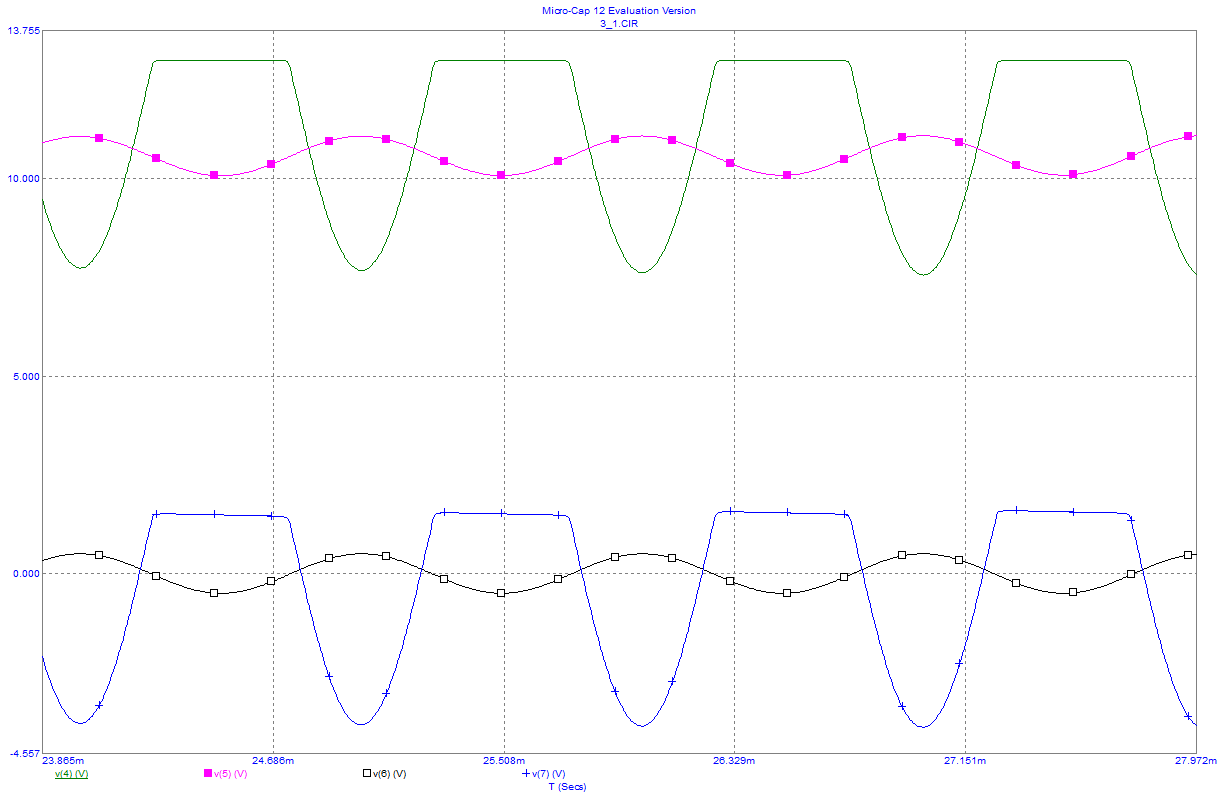 Micro-Cap 12 Evaluation Version
3_1.CIR
13.755
10.000
5.000
0.000
-4.557
23.865m 24.686m 25.508m 26.329m 27.151m 27.972m
v(4) (V) v(5) (V) v(6) (V) v(7) (V)
T (Secs)